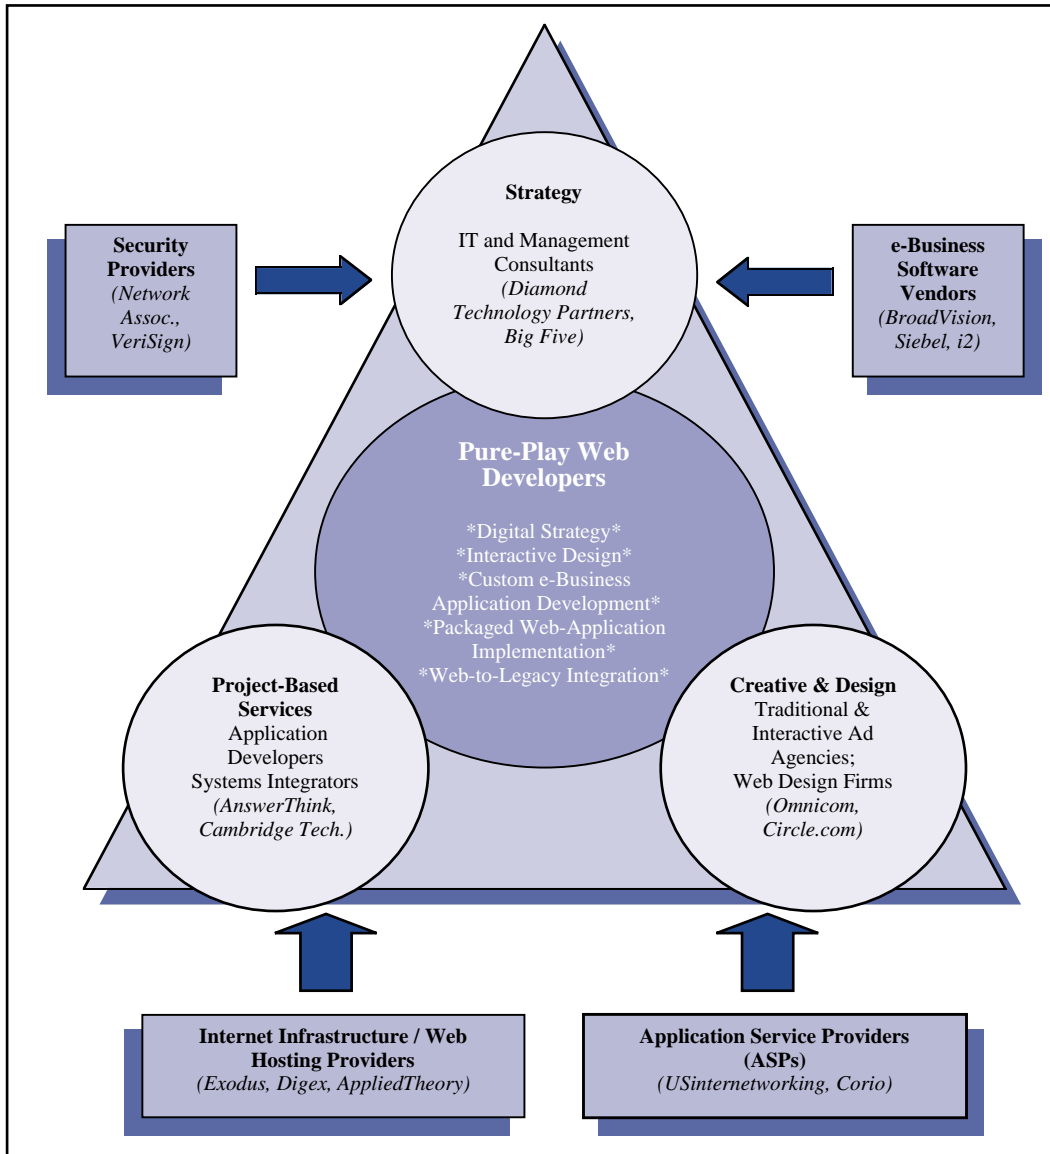 Strategy
IT and Management
Consultants
(Diamond
Technology Partners,
Big Five)
Security
Providers
(Network
Assoc.,
VeriSign)
e-Business
Software
Vendors
(BroadVision,
Siebel, i2)
Pure-Play Web
Developers
*Digital Strategy*
*Interactive Design*
*Custom e-Business
Application Development*
*Packaged Web-Application
Implementation*
*Web-to-Legacy Integration*
Project-Based
Services
Application
Developers
Systems Integrators
(AnswerThink,
Cambridge Tech.)
Creative & Design
Traditional &
Interactive Ad
Agencies;
Web Design Firms
(Omnicom,
Circle.com)
Internet Infrastructure / Web
Hosting Providers
(Exodus, Digex, AppliedTheory)
Application Service Providers
(ASPs)
(USinternetworking, Corio)